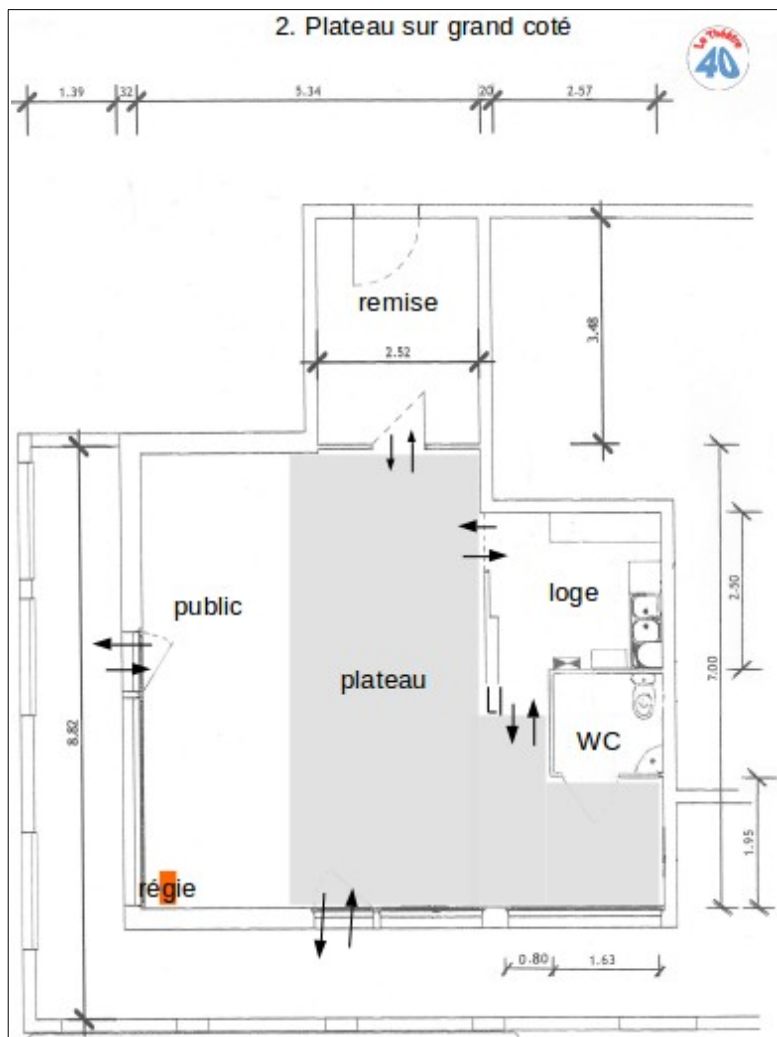 2. Plateau sur grand coté
Le Théâtre
40
1.39
32
5.34
20
2.57
remise
2.52
3.48
public
loge
2.50
plateau
7.00
8.82
WC
1.95
régie
0.80
1.63